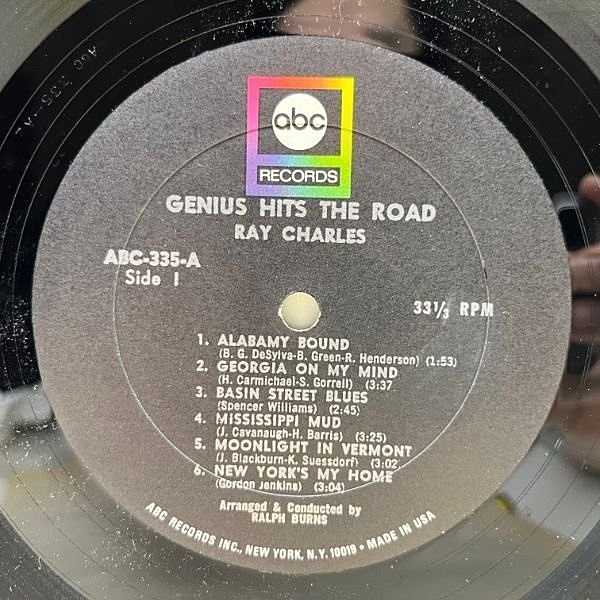 abc
RECORDS
GENIUS HITS THE ROAD
RAY CHARLES
ABC-335-A
Side 1
33 1/3 RPM
1. ALABAMY BOUND
(B. G. DeSylva-B. Green-R. Henderson) (1:53)
2. GEORGIA ON MY MIND
(H. Carmichael-S. Gorrell) (3:37
3. BASIN STREET BLUES
(Spencer Williams) (2:45)
4. MISSISSIPPI MUD
(J. Cavanaugh-H. Barris) (3:25)
5. MOONLIGHT IN VERMONT
(J. Blackburn-K. Suessdorf) (3:02
6. NEW YORK'S MY HOME
(Gordon Jenkins) (3:04)
Arranged & Conducted by
RALPH BURNS
ABC RECORDS INC., NEW YORK, N.Y. 10019 • MADE IN USA